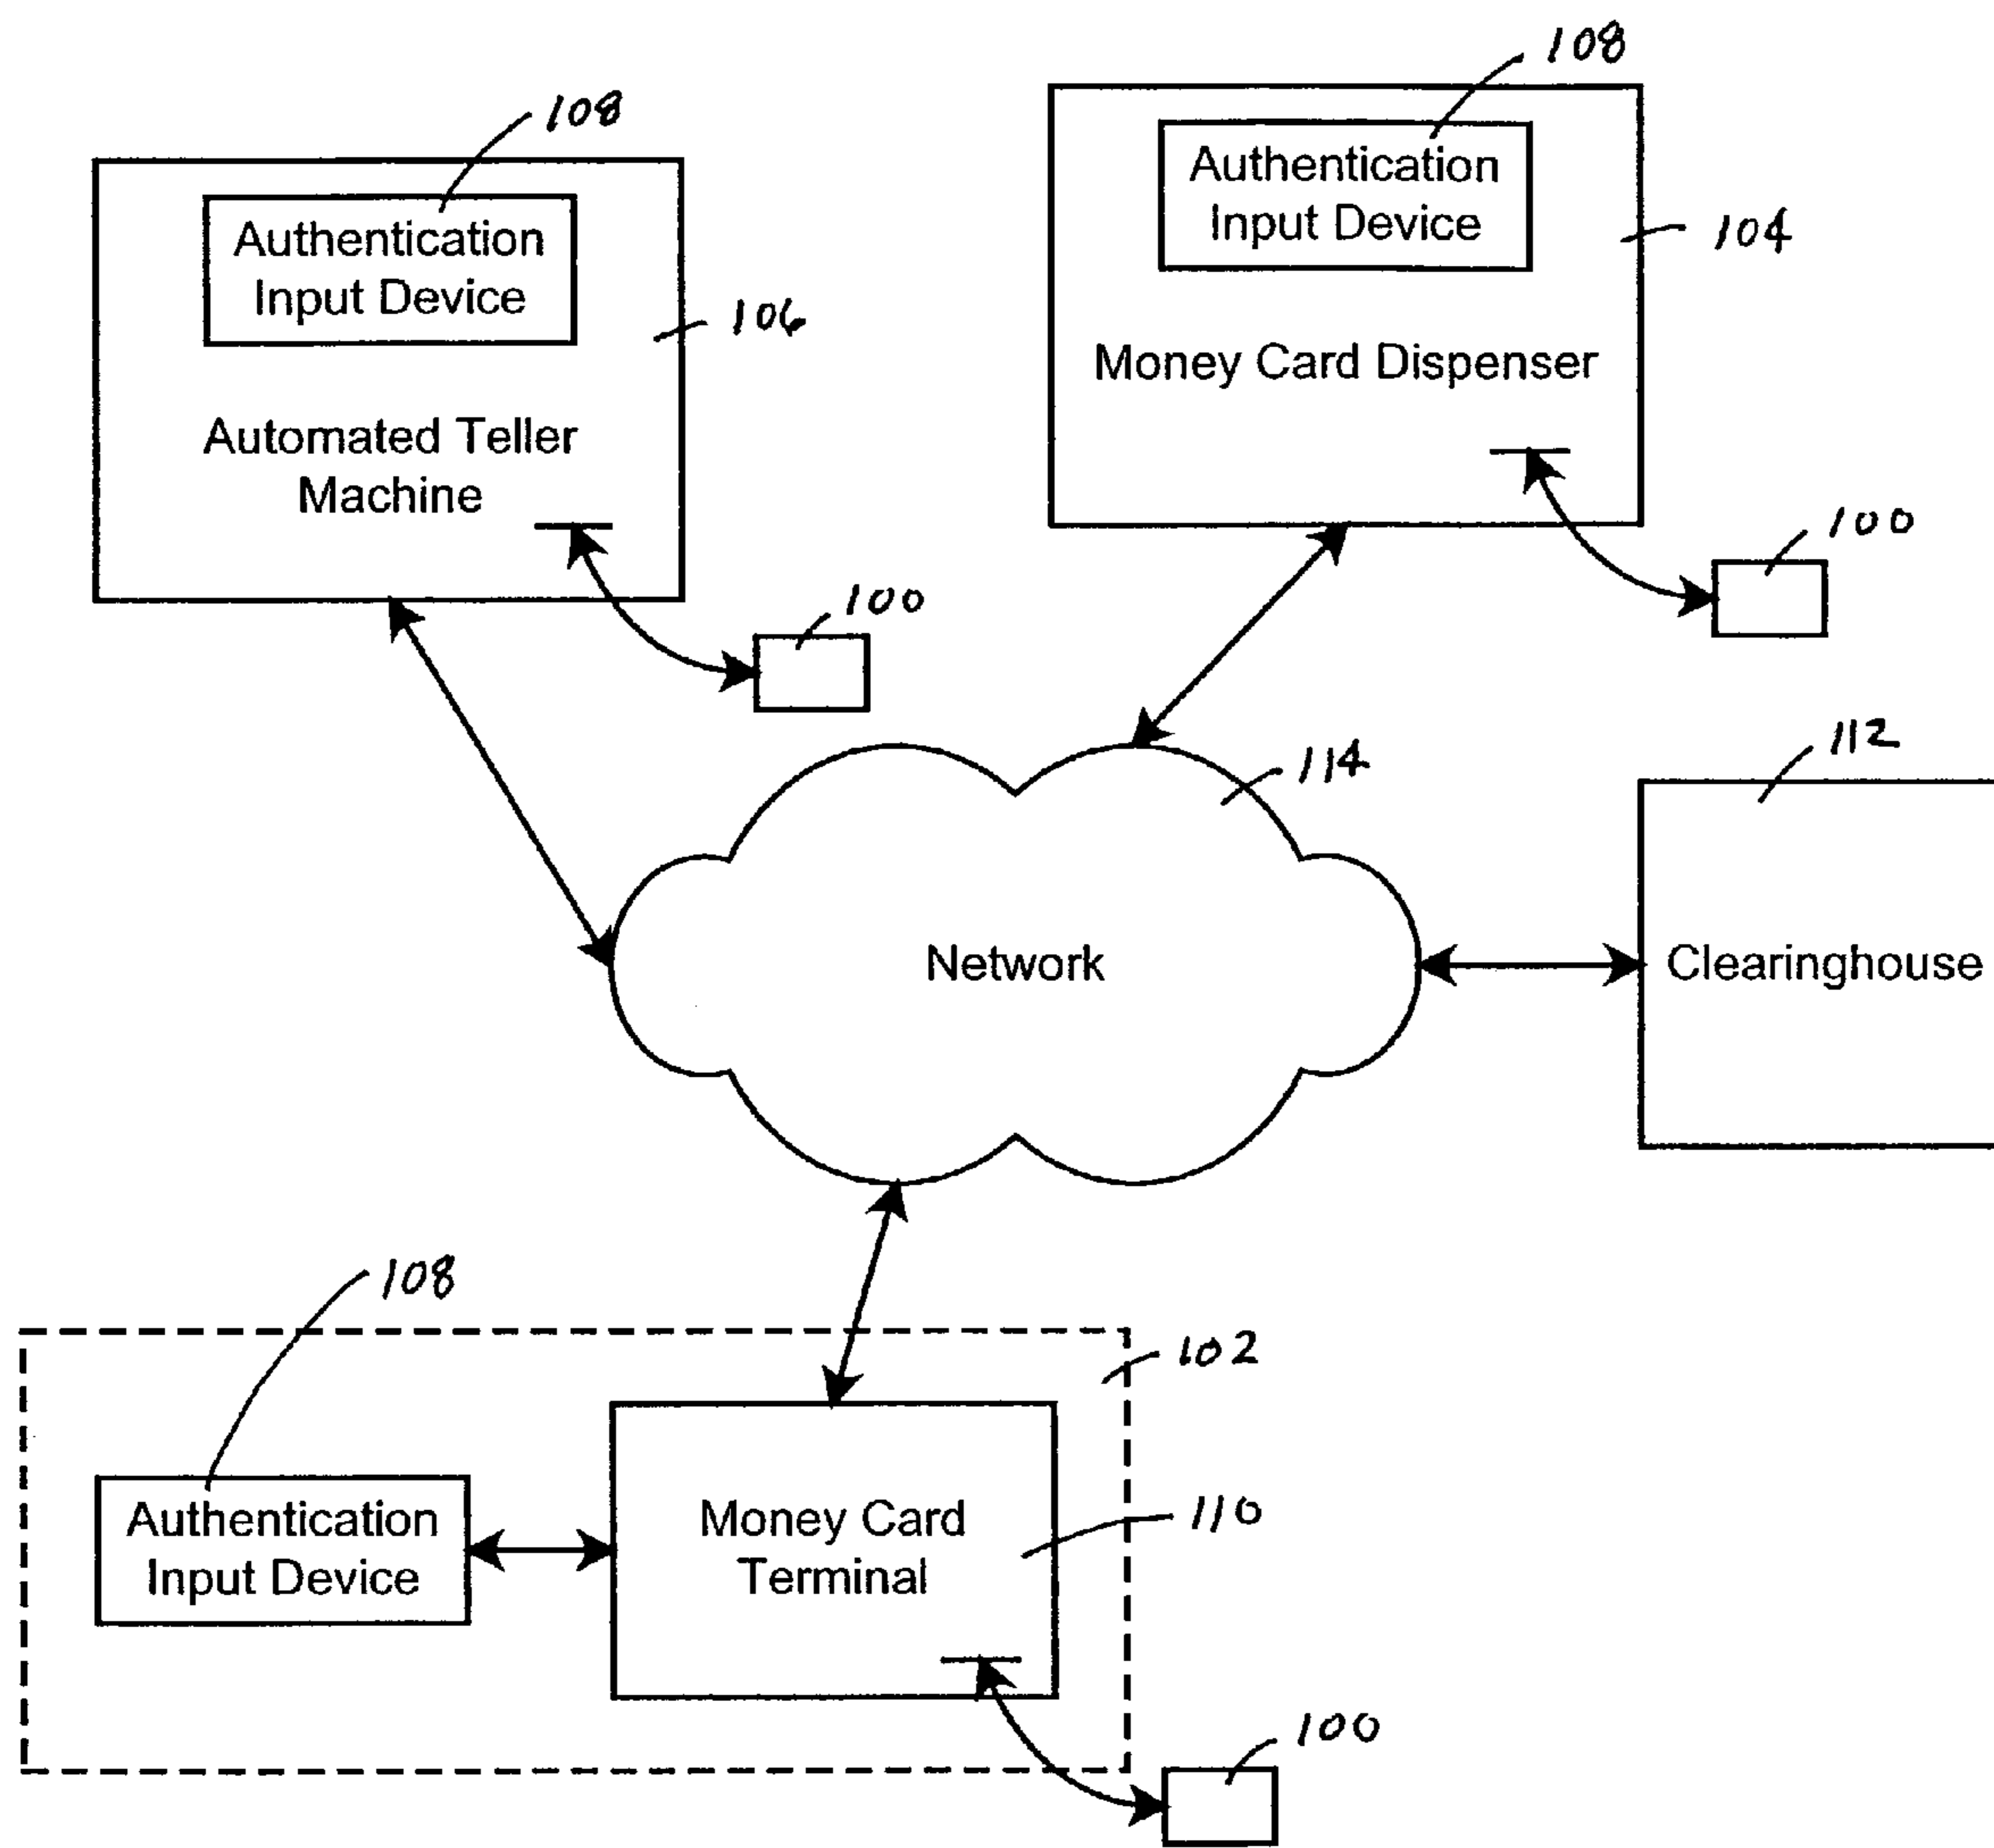 108
Authentication
Input Device
106
Automated Teller
Machine
100
108
Authentication
Input Device
104
Money Card Dispenser
100
114
Network
112
Clearinghouse
108
Authentication
Input Device
102
Money Card
Terminal
110
100